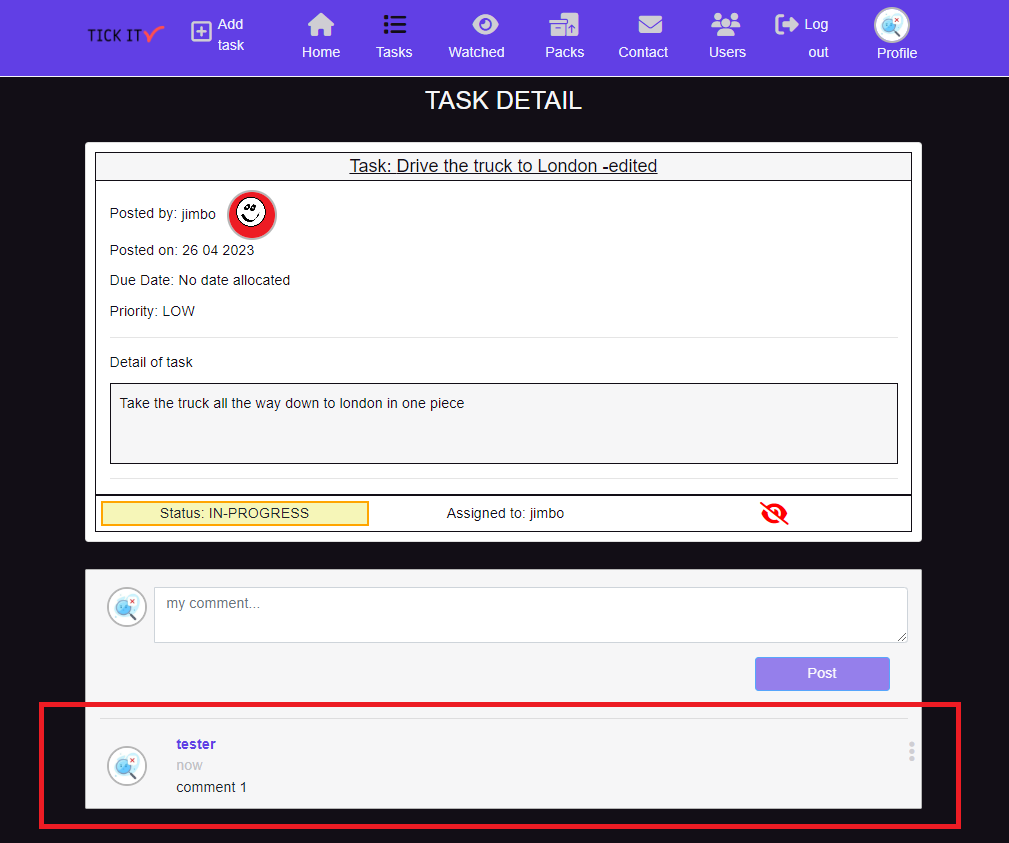 TICK IT
Add
task
Home
Tasks
Watched
Packs
Contact
Users
Log
out
Profile
TASK DETAIL
Task: Drive the truck to London -edited
Posted by: jimbo
Posted on: 26 04 2023
Due Date: No date allocated
Priority: LOW
Detail of task
Take the truck all the way down to london in one piece
Status: IN-PROGRESS
Assigned to: jimbo
my comment...
Post
tester
now
comment 1